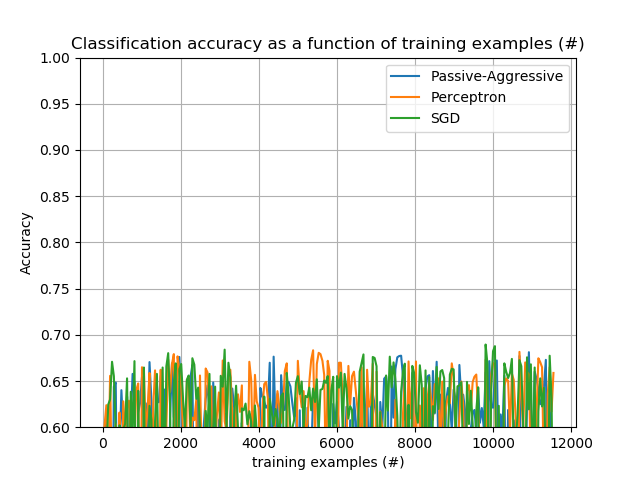 Classification accuracy as a function of training examples (#)
1.00
0.95
0.90
0.85
0.80
0.75
0.70
0.65
0.60
Accuracy
Passive-Aggressive
Perceptron
SGD
0 2000 4000 6000 8000 10000 12000
training examples (#)